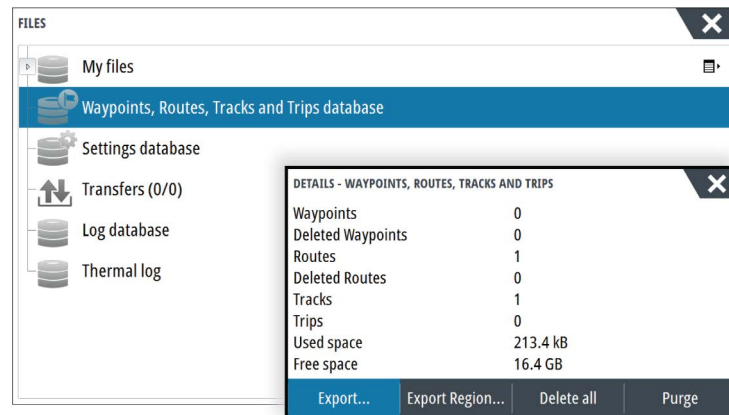 FILES
My files
Waypoints, Routes, Tracks and Trips database
Settings database
Transfers (0/0)
Log database
Thermal log
DETAILS - WAYPOINTS, ROUTES, TRACKS AND TRIPS
Waypoints 0
Deleted Waypoints 0
Routes 1
Deleted Routes 0
Tracks 1
Trips 0
Used space 213.4 kB
Free space 16.4 GB
Export... Export Region... Delete all Purge